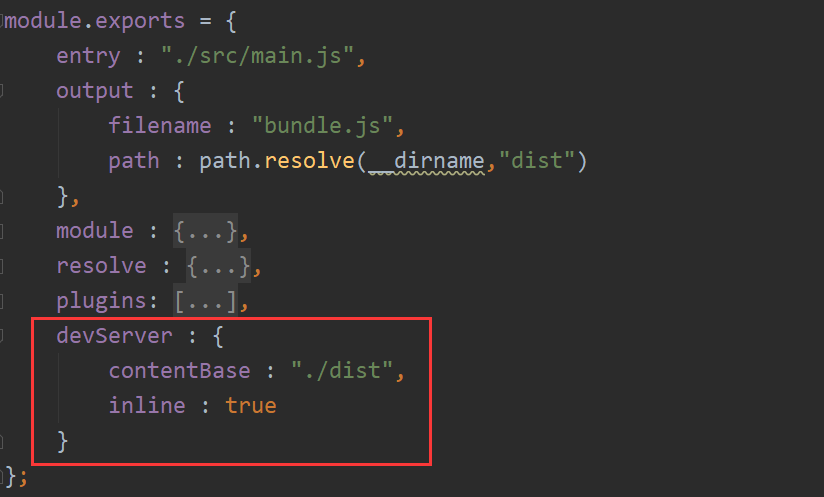 module.exports = {
    entry : "./src/main.js",
    output : {
        filename : "bundle.js",
        path : path.resolve(__dirname,"dist")
    },
    module : {...},
    resolve : {...},
    plugins: [...],
    devServer : {
        contentBase : "./dist",
        inline : true
    }
};